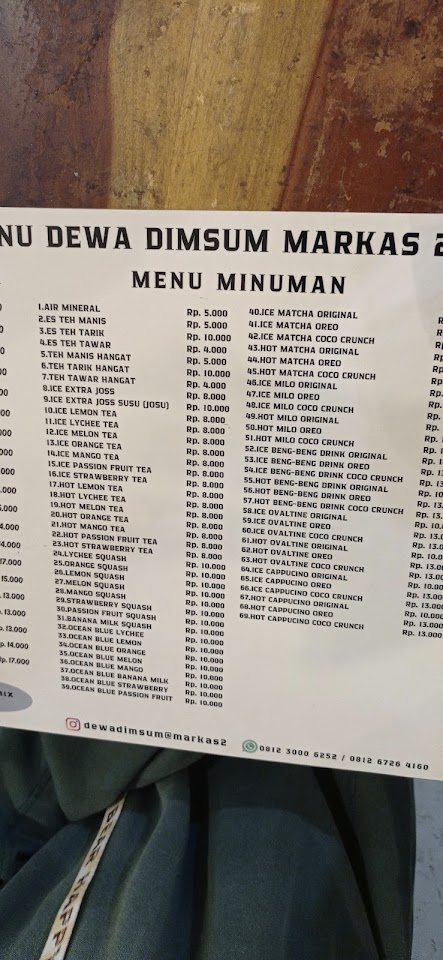 NU DEWA DIMSUM MARKAS 2
MENU MINUMAN
1.AIR MINERAL Rp. 5.000
2.ES TEH MANIS Rp. 5.000
3.ES TEH TARIK Rp. 10.000
4.ES TEH TAWAR Rp. 4.000
5.TEH MANIS HANGAT Rp. 5.000
6.TEH TARIK HANGAT Rp. 10.000
7.TEH TAWAR HANGAT Rp. 4.000
8.ICE EXTRA JOSS Rp. 8.000
9.ICE EXTRA JOSS SUSU (JOSU) Rp. 10.000
10.ICE LEMON TEA Rp. 8.000
11.ICE LYCHEE TEA Rp. 8.000
12.ICE MELON TEA Rp. 8.000
13.ICE ORANGE TEA Rp. 8.000
14.ICE MANGO TEA Rp. 8.000
15.ICE PASSION FRUIT TEA Rp. 8.000
16.ICE STRAWBERRY TEA Rp. 8.000
17.HOT LEMON TEA Rp. 8.000
18.HOT LYCHEE TEA Rp. 8.000
19.HOT MELON TEA Rp. 8.000
20.HOT ORANGE TEA Rp. 8.000
21.HOT MANGO TEA Rp. 8.000
22.HOT PASSION FRUIT TEA Rp. 8.000
23.HOT STRAWBERRY TEA Rp. 8.000
24.LYCHEE SQUASH Rp. 10.000
25.ORANGE SQUASH Rp. 10.000
26.LEMON SQUASH Rp. 10.000
27.MELON SQUASH Rp. 10.000
28.MANGO SQUASH Rp. 10.000
29.STRAWBERRY SQUASH Rp. 10.000
30.PASSION FRUIT SQUASH Rp. 10.000
31.BANANA MILK SQUASH Rp. 10.000
32.OCEAN BLUE LYCHEE Rp. 10.000
33.OCEAN BLUE LEMON Rp. 10.000
34.OCEAN BLUE ORANGE Rp. 10.000
35.OCEAN BLUE MELON Rp. 10.000
36.OCEAN BLUE MANGO Rp. 10.000
37.OCEAN BLUE BANANA MILK Rp. 10.000
38.OCEAN BLUE STRAWBERRY Rp. 10.000
39.OCEAN BLUE PASSION FRUIT Rp. 10.000
40.ICE MATCHA ORIGINAL
41.ICE MATCHA OREO
42.ICE MATCHA COCO CRUNCH
43.HOT MATCHA ORIGINAL
44.HOT MATCHA OREO
45.HOT MATCHA COCO CRUNCH
46.ICE MILO ORIGINAL
47.ICE MILO OREO
48.ICE MILO COCO CRUNCH
49.HOT MILO ORIGINAL
50.HOT MILO OREO
51.HOT MILO COCO CRUNCH
52.ICE BENG-BENG DRINK ORIGINAL
53.ICE BENG-BENG DRINK OREO
54.ICE BENG-BENG DRINK COCO CRUNCH
55.HOT BENG-BENG DRINK ORIGINAL
56.HOT BENG-BENG DRINK OREO
57.HOT BENG-BENG DRINK COCO CRUNCH
58.ICE OVALTINE ORIGINAL
59.ICE OVALTINE OREO
60.ICE OVALTINE COCO CRUNCH
61.HOT OVALTINE ORIGINAL
62.HOT OVALTINE OREO
63.HOT OVALTINE COCO CRUNCH
64.ICE CAPPUCINO ORIGINAL
65.ICE CAPPUCINO OREO
66.ICE CAPPUCINO COCO CRUNCH
67.HOT CAPPUCINO ORIGINAL
68.HOT CAPPUCINO OREO Rp. 13.000
69.HOT CAPPUCINO COCO CRUNCH Rp. 13.000
dewadimsum@markas2
0812 3000 6252 / 0812 6726 4160